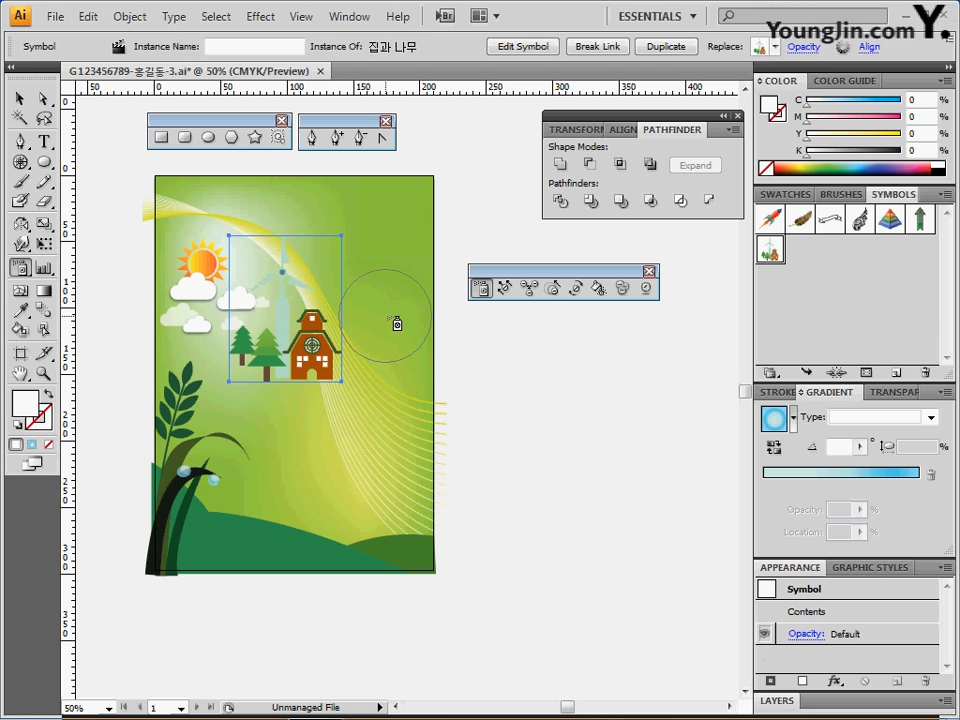 Ai File Edit Object Type Select Effect View Window Help Br ESSENTIALS
YoungJin.com Y.
Symbol Instance Name: Instance Of: 집과 나무 Edit Symbol Break Link Duplicate Replace: Opacity Align
G123456789-홍길동-3.ai* @ 50% (CMYK/Preview)
50 0 50 100 150 200 250 300 350 400
COLOR COLOR GUIDE
C 0 %
M 0 %
Y 0 %
K 0 %
TRANSFORM ALIGN PATHFINDER
Shape Modes:
Expand
Pathfinders:
SWATCHES BRUSHES SYMBOLS
STROKE GRADIENT TRANSPAR
Type:
%
Opacity: %
Location: %
APPEARANCE GRAPHIC STYLES
Symbol
Contents
Opacity: Default
LAYERS
50% 1 Unmanaged File